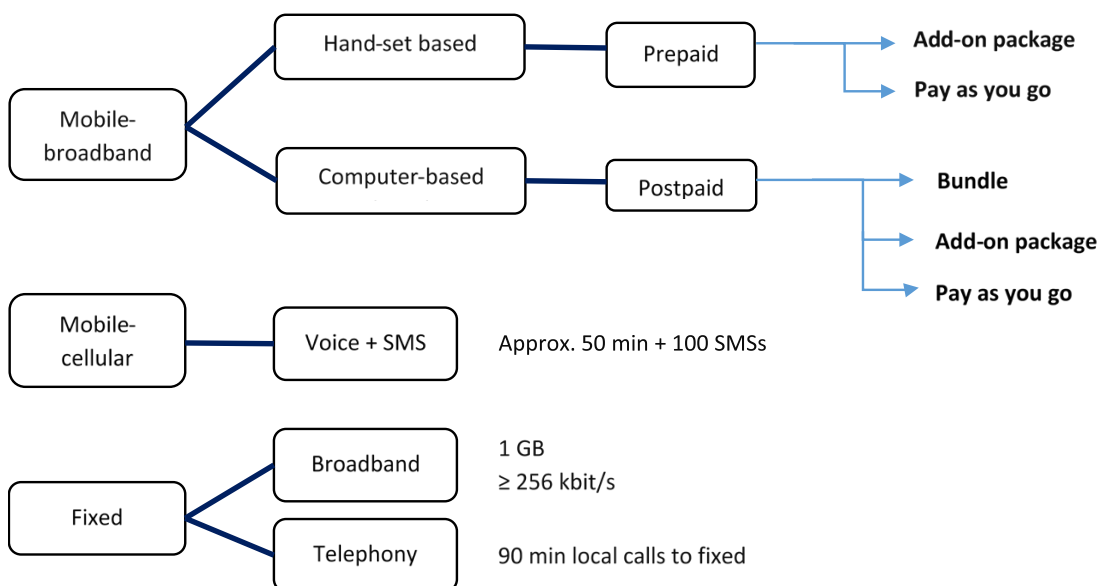 Mobile-
broadband
Hand-set based
Prepaid
Add-on package
Pay as you go
Computer-based
Postpaid
Bundle
Add-on package
Pay as you go
Mobile-
cellular
Voice + SMS
Approx. 50 min + 100 SMSs
Fixed
Broadband
1 GB
≥ 256 kbit/s
Telephony
90 min local calls to fixed